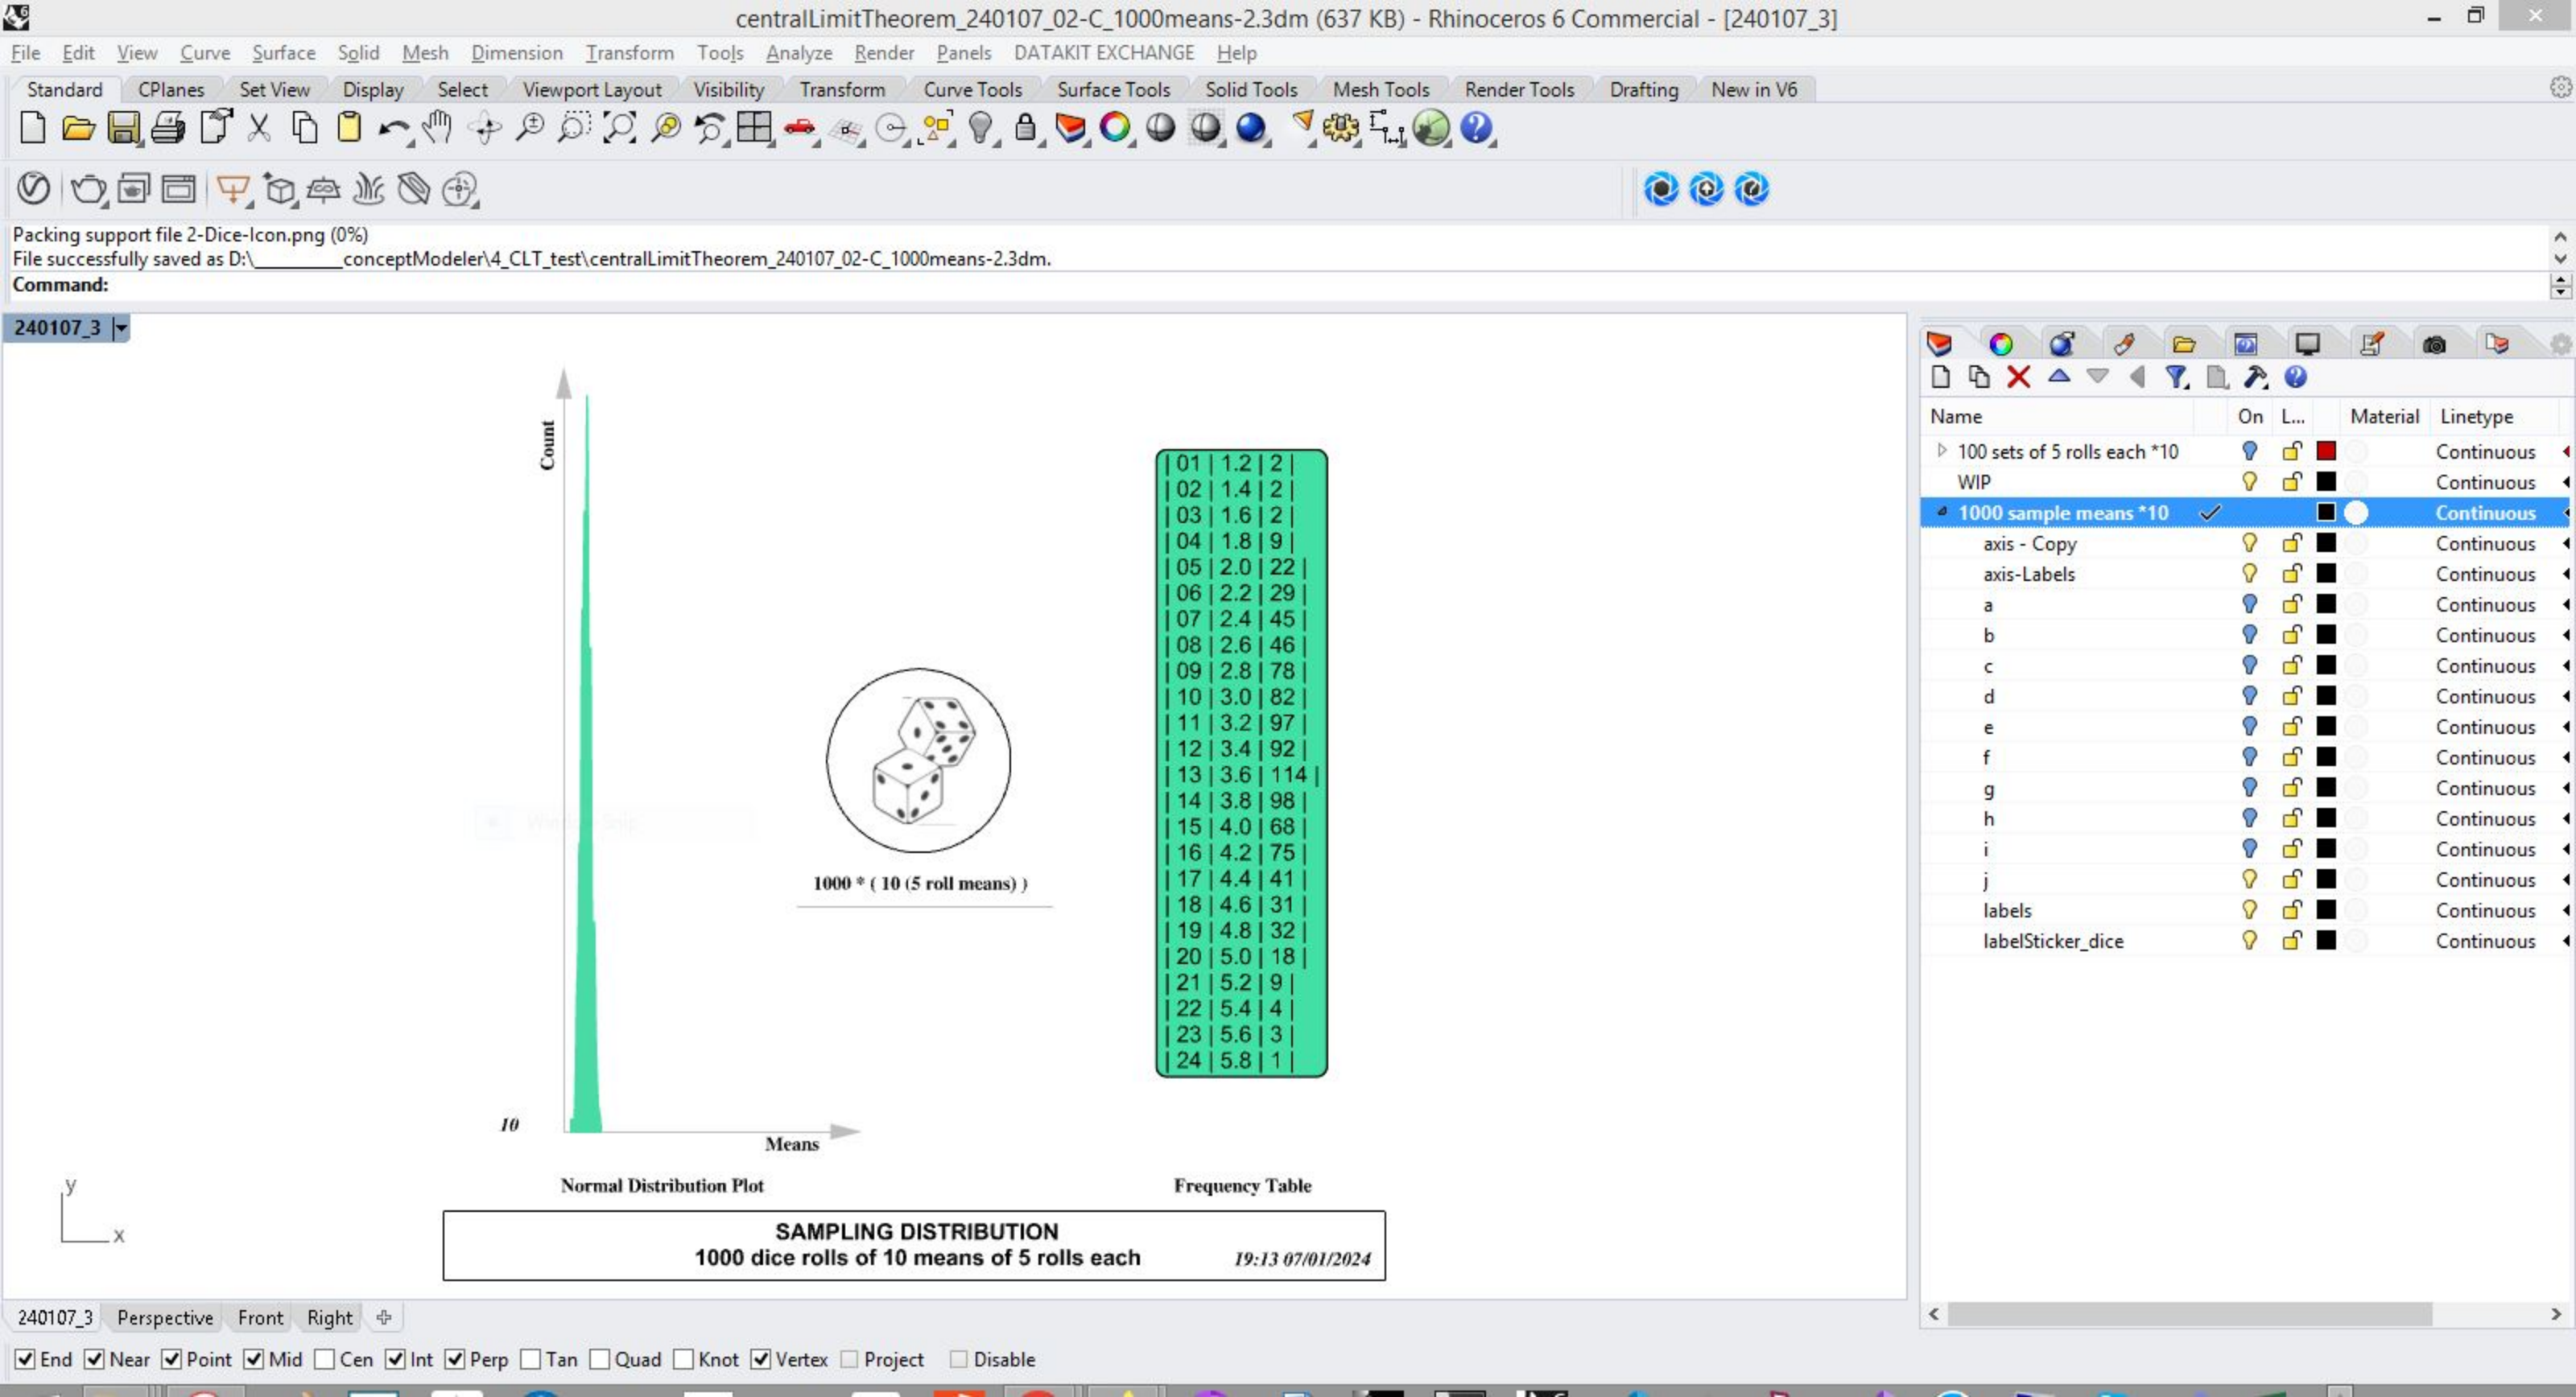 centralLimitTheorem_240107_02-C_1000means-2.3dm (637 KB) - Rhinoceros 6 Commercial - [240107_3]
File Edit View Curve Surface Solid Mesh Dimension Transform Tools Analyze Render Panels DATAKIT EXCHANGE Help
Standard CPlanes Set View Display Select Viewport Layout Visibility Transform Curve Tools Surface Tools Solid Tools Mesh Tools Render Tools Drafting New in V6
Packing support file 2-Dice-Icon.png (0%)
File successfully saved as D:\_________conceptModeler\4_CLT_test\centralLimitTheorem_240107_02-C_1000means-2.3dm.
Command:
240107_3
Count
10
Means
Normal Distribution Plot
1000 * ( 10 (5 roll means) )
| 01 | 1.2 | 2 |
| 02 | 1.4 | 2 |
| 03 | 1.6 | 2 |
| 04 | 1.8 | 9 |
| 05 | 2.0 | 22 |
| 06 | 2.2 | 29 |
| 07 | 2.4 | 45 |
| 08 | 2.6 | 46 |
| 09 | 2.8 | 78 |
| 10 | 3.0 | 82 |
| 11 | 3.2 | 97 |
| 12 | 3.4 | 92 |
| 13 | 3.6 | 114 |
| 14 | 3.8 | 98 |
| 15 | 4.0 | 68 |
| 16 | 4.2 | 75 |
| 17 | 4.4 | 41 |
| 18 | 4.6 | 31 |
| 19 | 4.8 | 32 |
| 20 | 5.0 | 18 |
| 21 | 5.2 | 9 |
| 22 | 5.4 | 4 |
| 23 | 5.6 | 3 |
| 24 | 5.8 | 1 |
Frequency Table
SAMPLING DISTRIBUTION
1000 dice rolls of 10 means of 5 rolls each 19:13 07/01/2024
y
x
Name On L... Material Linetype
100 sets of 5 rolls each *10 Continuous
WIP Continuous
1000 sample means *10 Continuous
axis - Copy Continuous
axis-Labels Continuous
a Continuous
b Continuous
c Continuous
d Continuous
e Continuous
f Continuous
g Continuous
h Continuous
i Continuous
j Continuous
labels Continuous
labelSticker_dice Continuous
240107_3 Perspective Front Right
End Near Point Mid Cen Int Perp Tan Quad Knot Vertex Project Disable